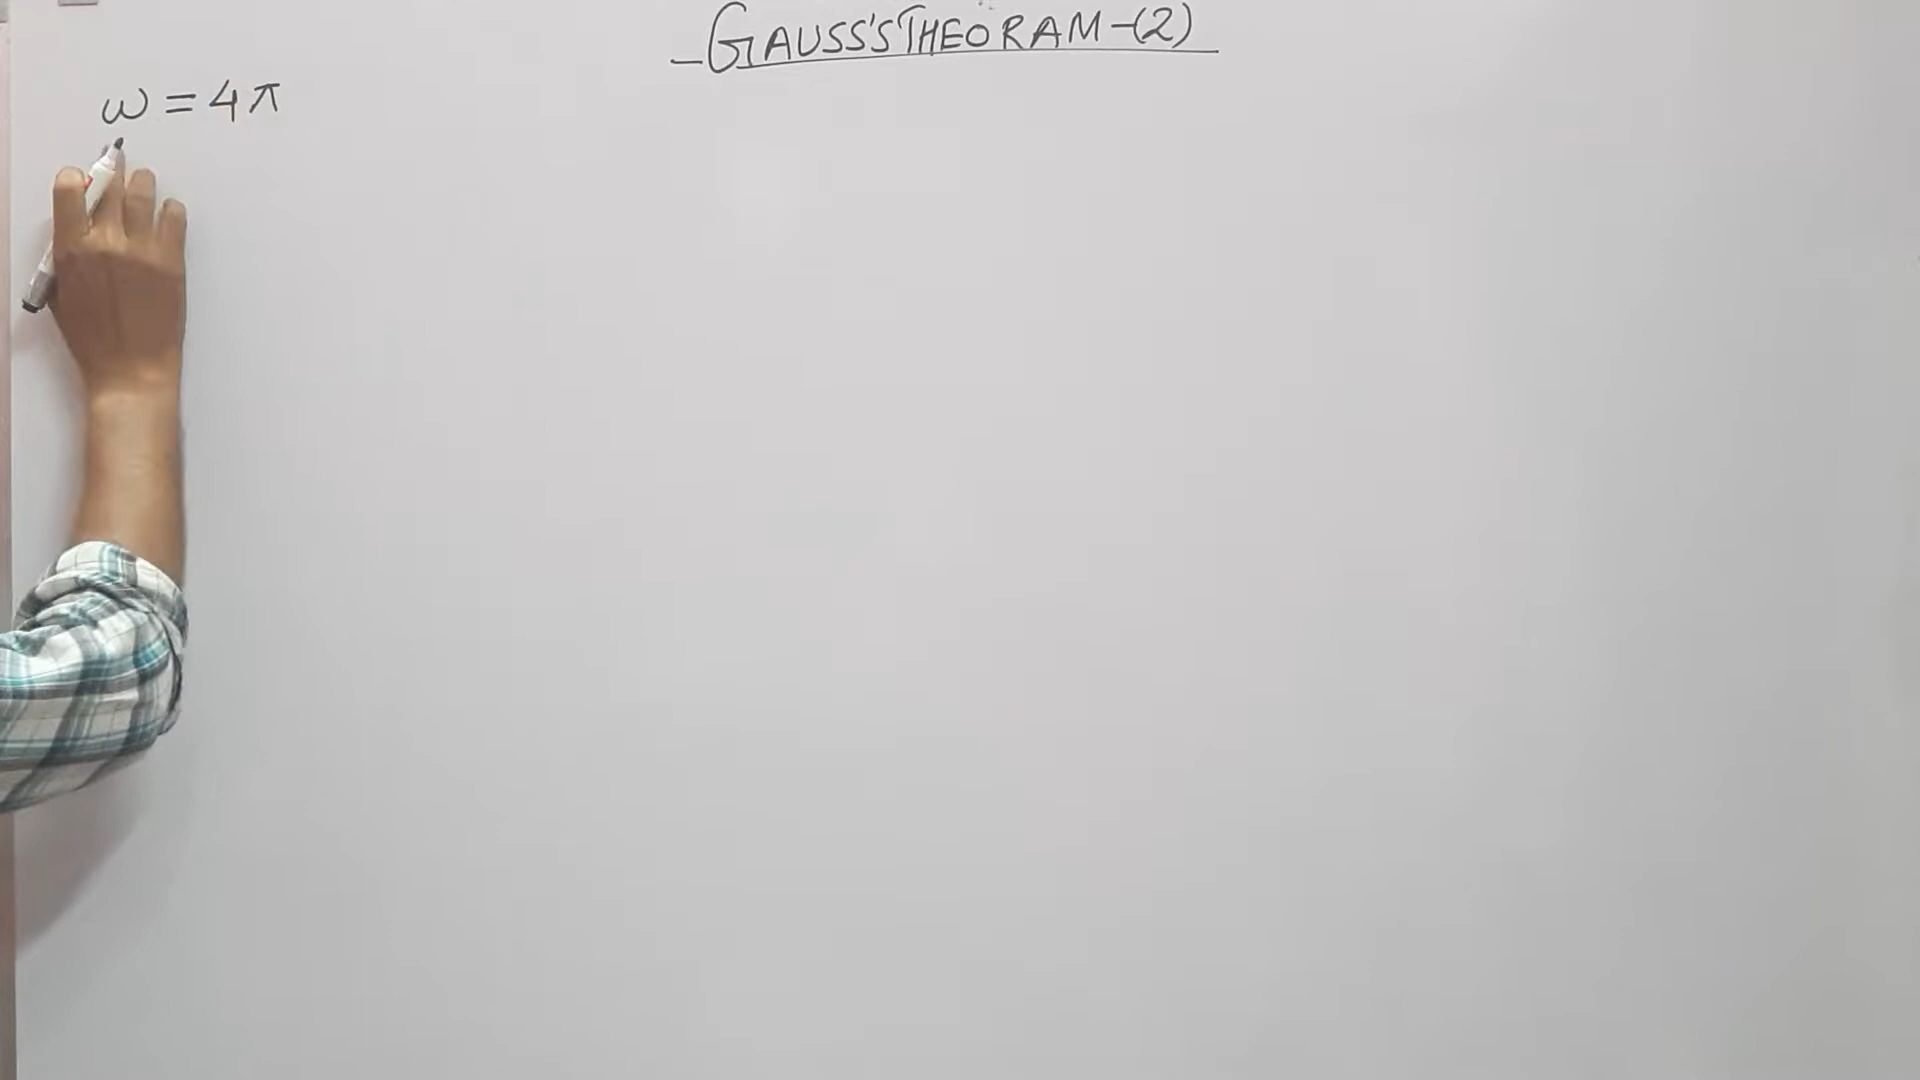 GAUSS'S THEORAM-(2)
ω = 4π